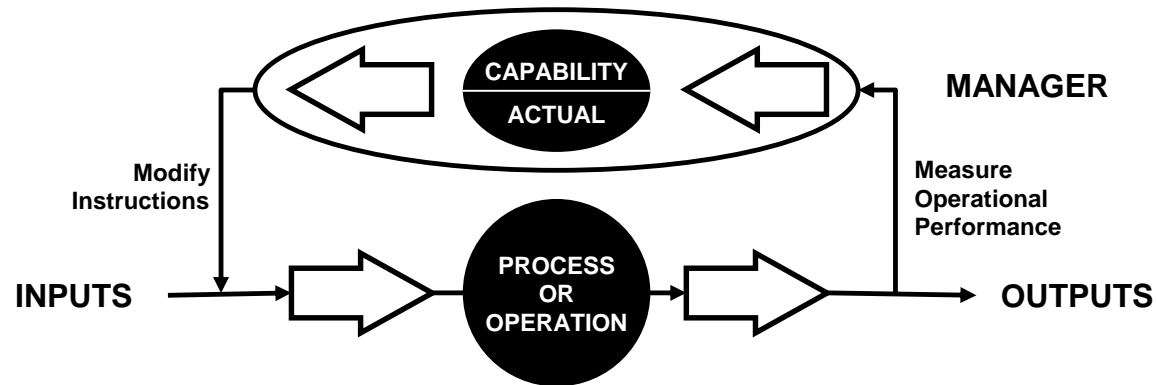 CAPABILITY
ACTUAL
MANAGER
Modify
Instructions
Measure
Operational
Performance
INPUTS
PROCESS
OR
OPERATION
OUTPUTS